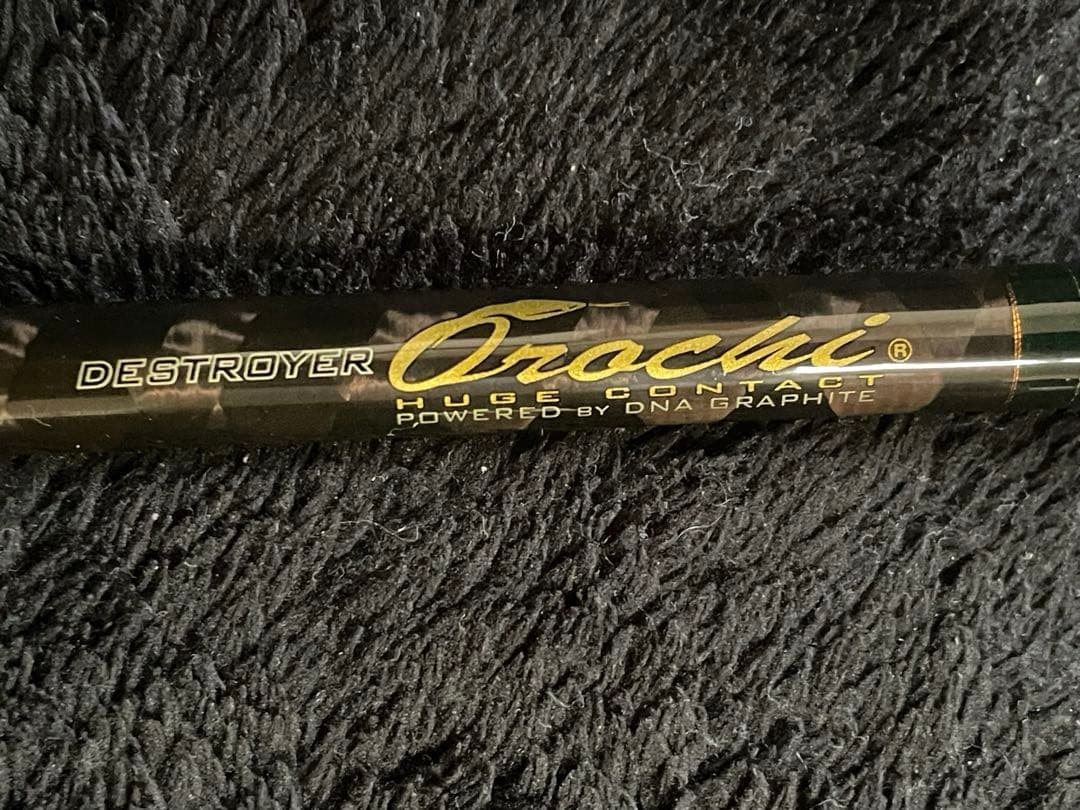 DESTROYER Orochi ®
HUGE CONTACT
POWERED BY DNA GRAPHITE